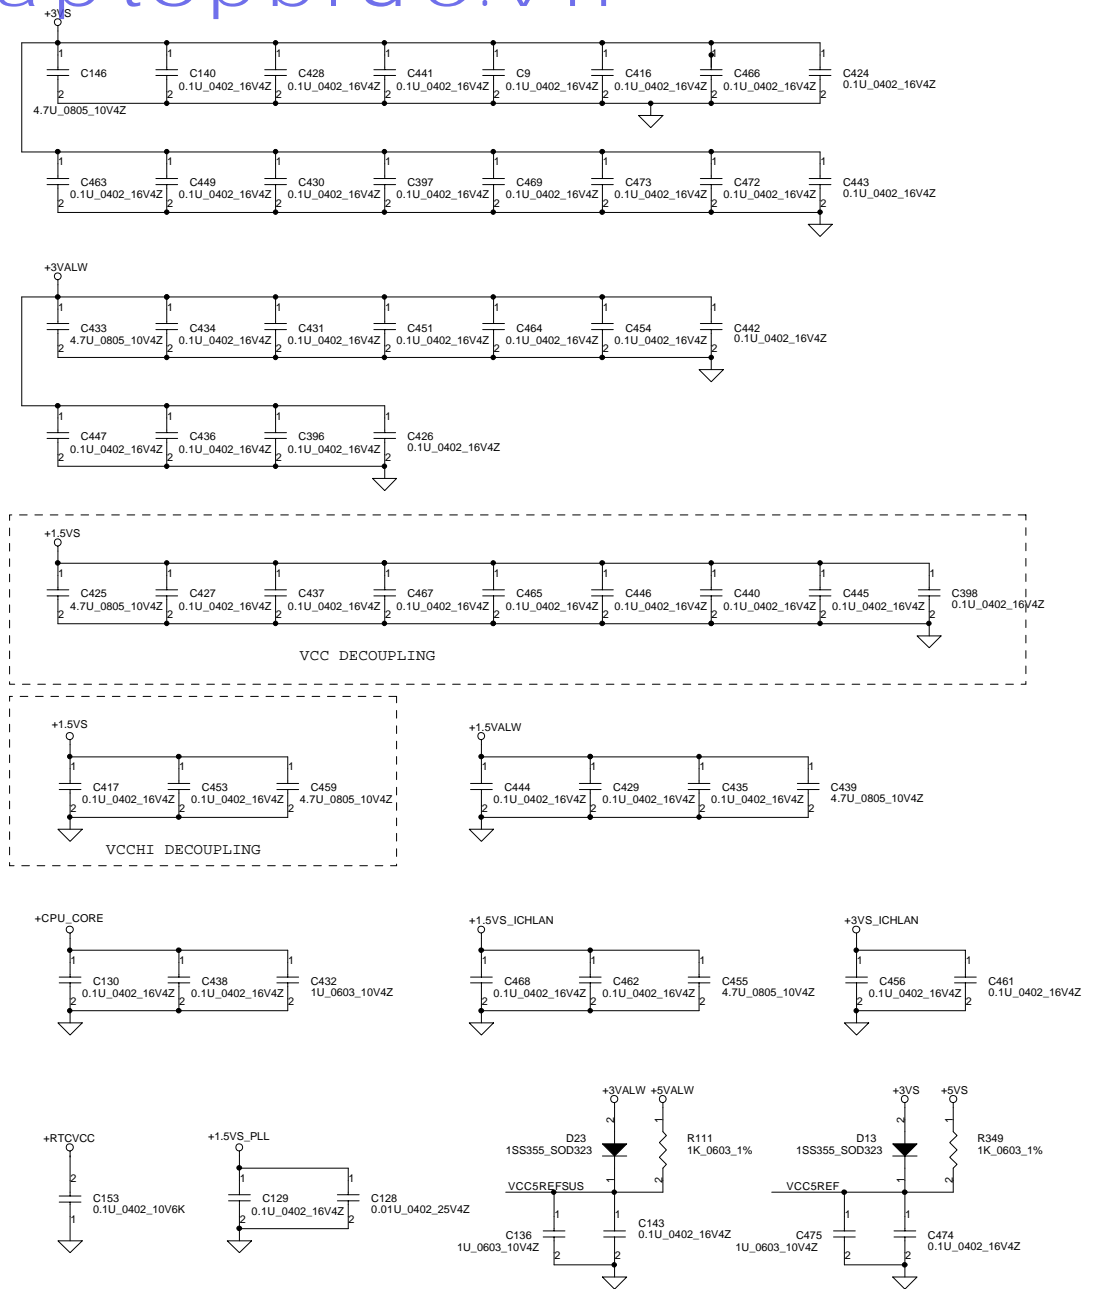 +3VS
C146 C140 C428 C441 C9 C416 C466 C424
4.7U_0805_10V4Z 0.1U_0402_16V4Z 0.1U_0402_16V4Z 0.1U_0402_16V4Z 0.1U_0402_16V4Z 0.1U_0402_16V4Z 0.1U_0402_16V4Z 0.1U_0402_16V4Z
C463 C449 C430 C397 C469 C473 C472 C443
0.1U_0402_16V4Z 0.1U_0402_16V4Z 0.1U_0402_16V4Z 0.1U_0402_16V4Z 0.1U_0402_16V4Z 0.1U_0402_16V4Z 0.1U_0402_16V4Z 0.1U_0402_16V4Z
+3VALW
C433 C434 C431 C451 C464 C454 C442
4.7U_0805_10V4Z 0.1U_0402_16V4Z 0.1U_0402_16V4Z 0.1U_0402_16V4Z 0.1U_0402_16V4Z 0.1U_0402_16V4Z 0.1U_0402_16V4Z
C447 C436 C396 C426
0.1U_0402_16V4Z 0.1U_0402_16V4Z 0.1U_0402_16V4Z 0.1U_0402_16V4Z
+1.5VS
C425 C427 C437 C467 C465 C446 C440 C445 C398
4.7U_0805_10V4Z 0.1U_0402_16V4Z 0.1U_0402_16V4Z 0.1U_0402_16V4Z 0.1U_0402_16V4Z 0.1U_0402_16V4Z 0.1U_0402_16V4Z 0.1U_0402_16V4Z 0.1U_0402_16V4Z
VCC DECOUPLING
+1.5VS
C417 C453 C459
0.1U_0402_16V4Z 0.1U_0402_16V4Z 4.7U_0805_10V4Z
VCCHI DECOUPLING
+1.5VALW
C444 C429 C435 C439
0.1U_0402_16V4Z 0.1U_0402_16V4Z 0.1U_0402_16V4Z 4.7U_0805_10V4Z
+CPU_CORE
C130 C438 C432
0.1U_0402_16V4Z 0.1U_0402_16V4Z 1U_0603_10V4Z
+1.5VS_ICHLAN
C468 C462 C455
0.1U_0402_16V4Z 0.1U_0402_16V4Z 4.7U_0805_10V4Z
+3VS_ICHLAN
C456 C461
0.1U_0402_16V4Z 0.1U_0402_16V4Z
+RTCVCC
2
C153
0.1U_0402_10V6K
1
+1.5VS_PLL
C129 C128
0.1U_0402_16V4Z 0.01U_0402_25V4Z
+3VALW +5VALW
D23 R111
1SS355_SOD323 1K_0603_1%
VCC5REFSUS
C136 C143
1U_0603_10V4Z 0.1U_0402_16V4Z
+3VS +5VS
D13 R349
1SS355_SOD323 1K_0603_1%
VCC5REF
C475 C474
1U_0603_10V4Z 0.1U_0402_16V4Z